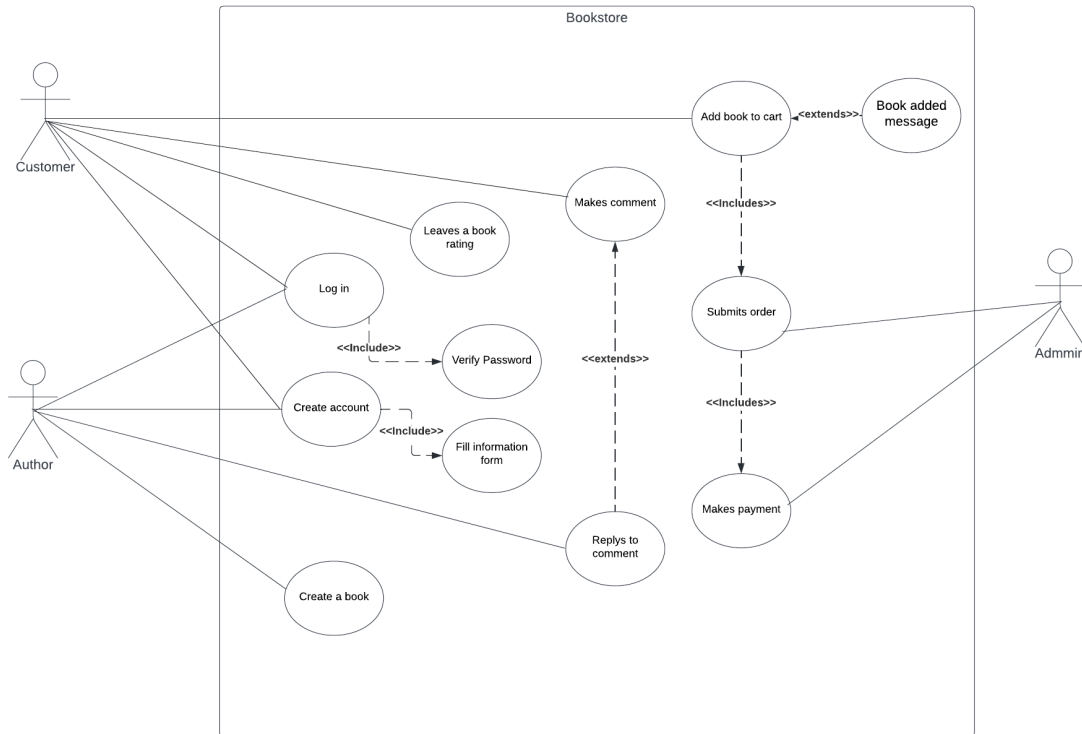 Bookstore
Customer
Add book to cart
<extends>>
Book added
message
Makes comment
<<Includes>>
Leaves a book
rating
Log in
Submits order
Admmin
<<Include>>
Verify Password
<<extends>>
Author
Create account
<<Include>>
Fill information
form
<<Includes>>
Makes payment
Replys to
comment
Create a book